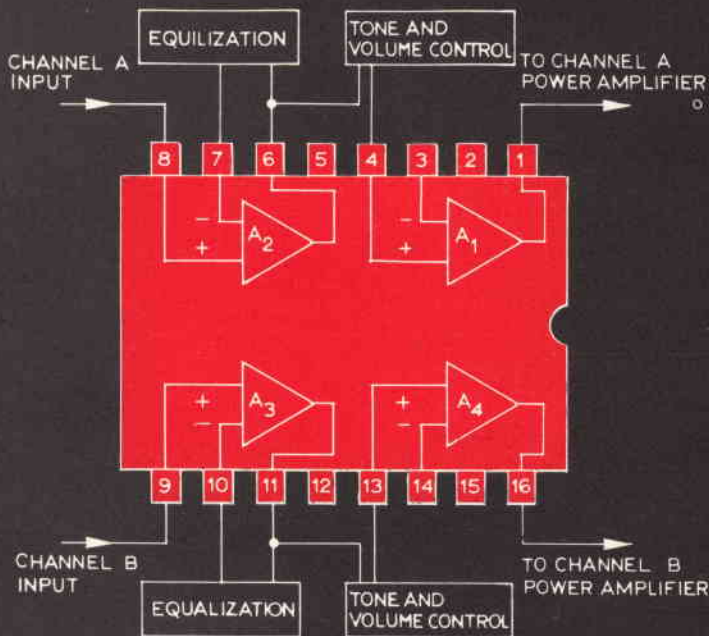 EQUILIZATION
TONE AND
VOLUME CONTROL
CHANNEL A
INPUT
TO CHANNEL A
POWER AMPLIFIER
8 7 6 5 4 3 2 1
− −
+ A2 + A1
+ A3 + A4
− −
9 10 11 12 13 14 15 16
CHANNEL B
INPUT
TO CHANNEL B
POWER AMPLIFIER
EQUALIZATION
TONE AND
VOLUME CONTROL